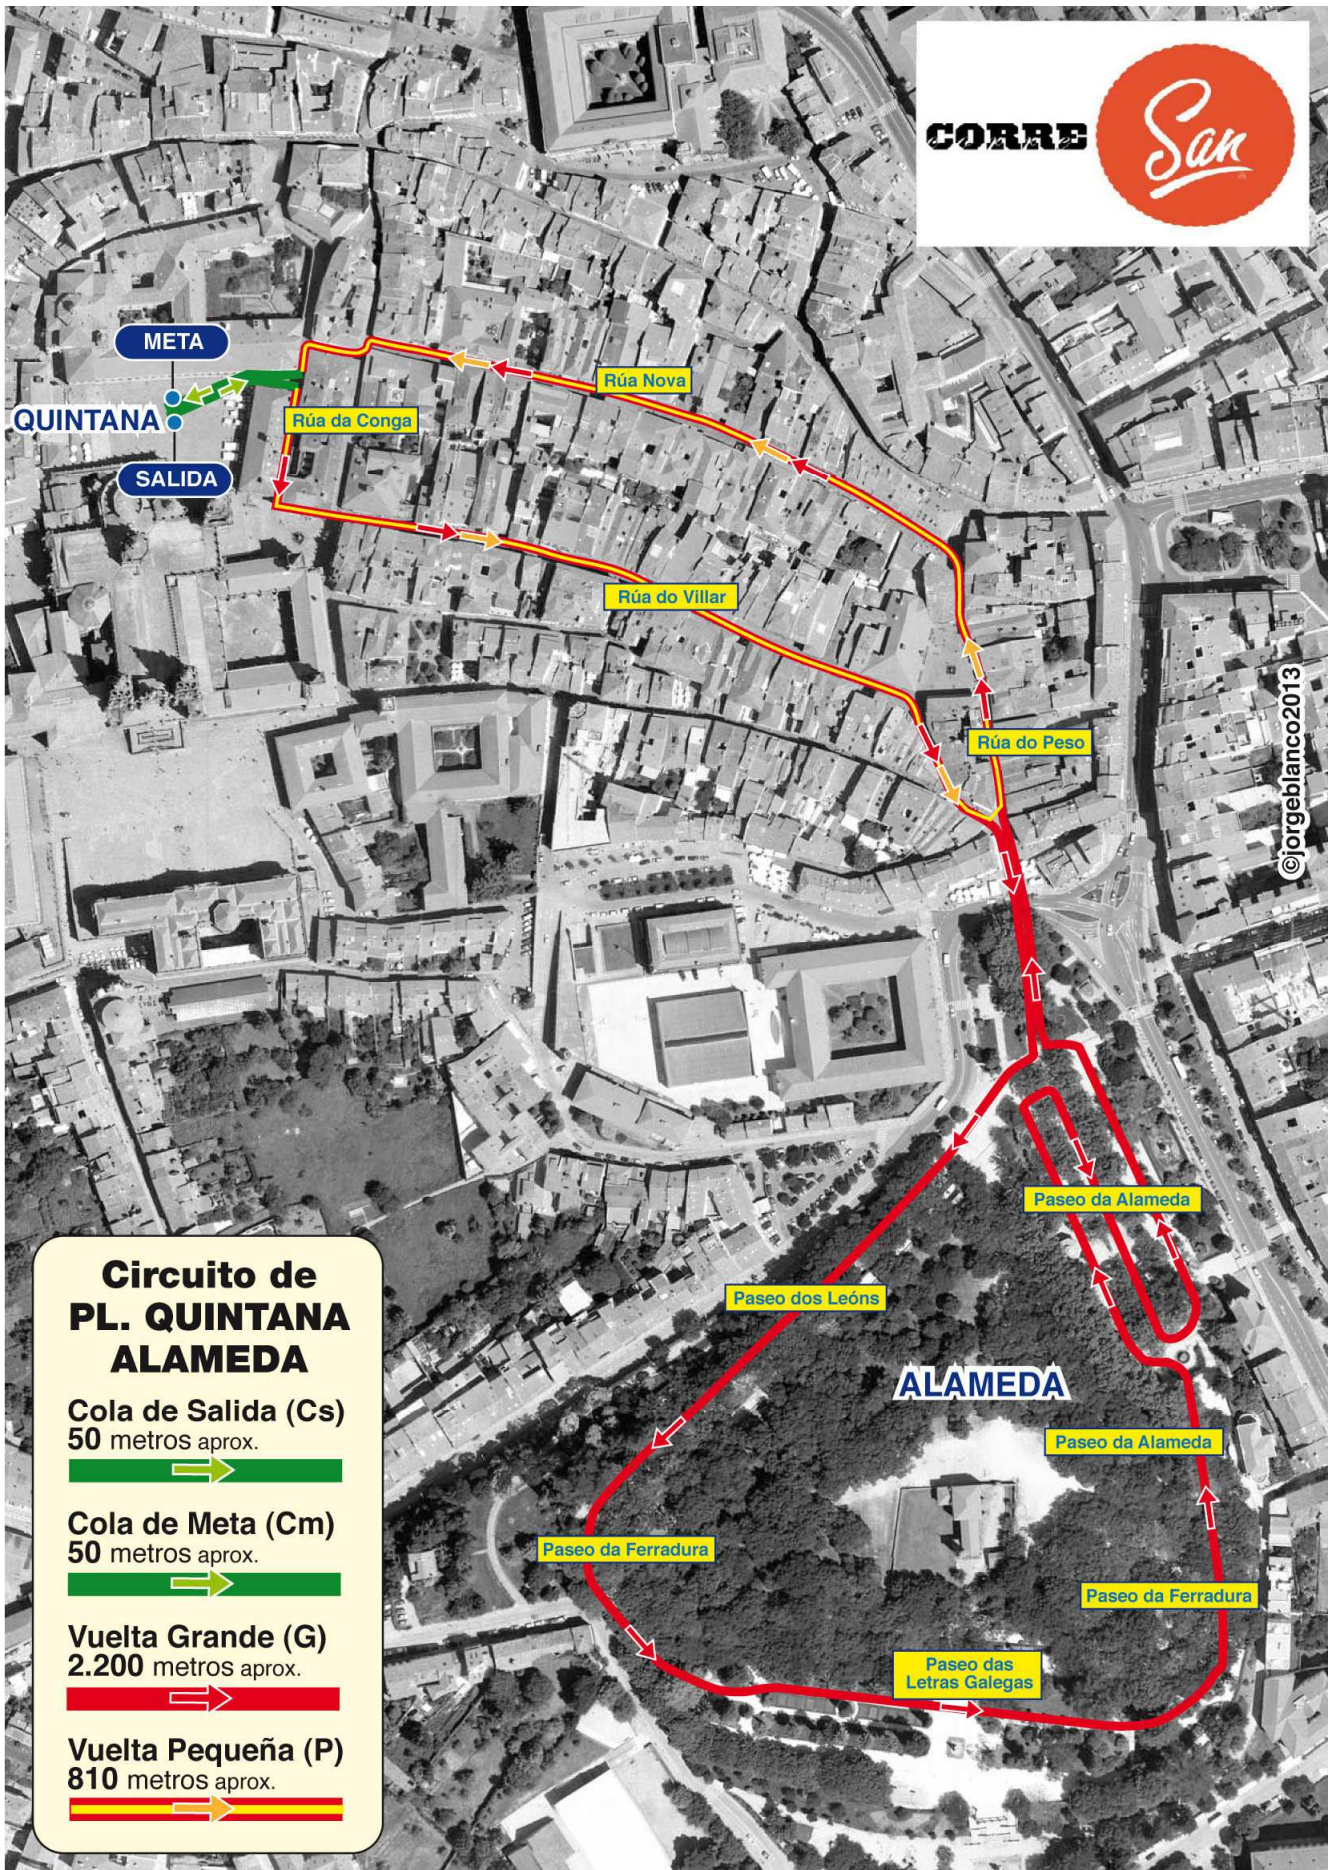 CORRE
San
META
QUINTANA
SALIDA
Rúa Nova
Rúa da Conga
Rúa do Villar
Rúa do Peso
©jorgeblanco2013
Paseo da Alameda
Paseo dos Leóns
ALAMEDA
Paseo da Alameda
Paseo da Ferradura
Paseo da Ferradura
Paseo das
Letras Galegas
Circuito de
PL. QUINTANA
ALAMEDA
Cola de Salida (Cs)
50 metros aprox.
Cola de Meta (Cm)
50 metros aprox.
Vuelta Grande (G)
2.200 metros aprox.
Vuelta Pequeña (P)
810 metros aprox.